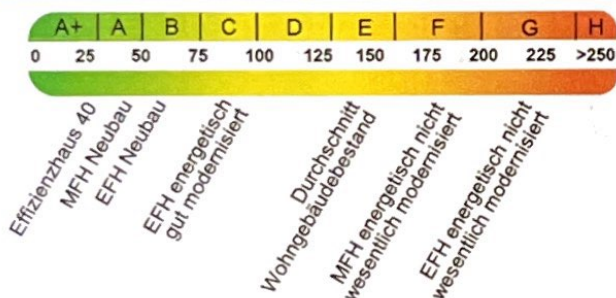 A+ A B C D E F G H
0 25 50 75 100 125 150 175 200 225 >250
Effizienzhaus 40
MFH Neubau
EFH Neubau
EFH energetisch
gut modernisiert
Durchschnitt
Wohngebäudebestand
MFH energetisch nicht
wesentlich modernisiert
EFH energetisch nicht
wesentlich modernisiert